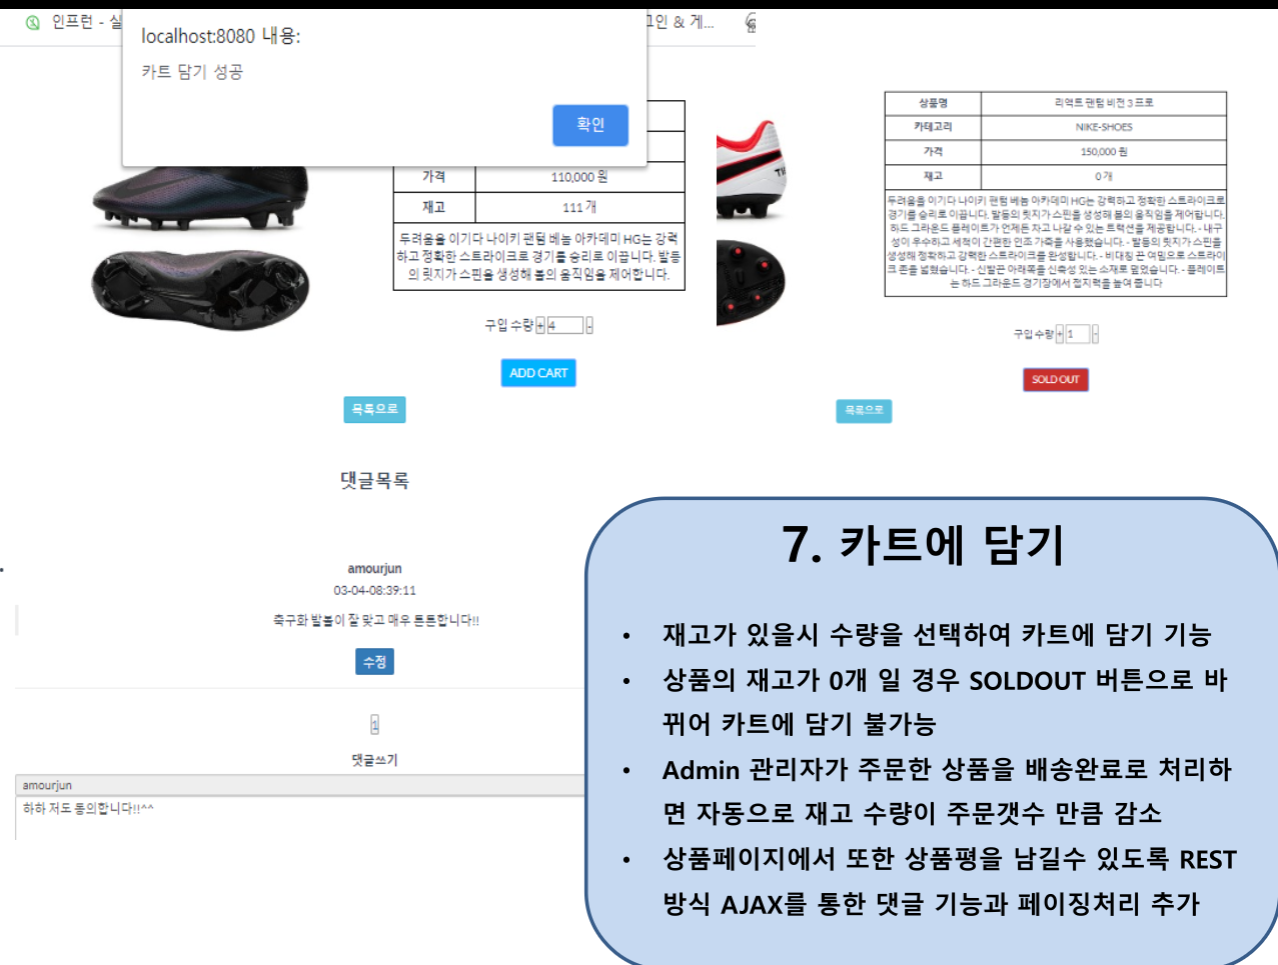 인프런 - 실
그인 & 게...
localhost:8080 내용:
카트 담기 성공
확인
가격 110,000 원
재고 111 개
두려움을 이기다 나이키 팬텀 베놈 아카데미 HG는 강력
하고 정확한 스트라이크로 경기를 승리로 이끕니다. 발등
의 릿지가 스핀을 생성해 볼의 움직임을 제어합니다.
구입 수량 + 4 -
ADD CART
목록으로
상품명 리액트 팬텀 비전 3 프로
카테고리 NIKE-SHOES
가격 150,000 원
재고 0 개
두려움을 이기다 나이키 팬텀 베놈 아카데미 HG는 강력하고 정확한 스트라이크로
경기를 승리로 이끕니다. 발등의 릿지가 스핀을 생성해 볼의 움직임을 제어합니다.
하드 그라운드 플레이트가 언제든 차고 나갈 수 있는 트랙션을 제공합니다. - 내구
성이 우수하고 세척이 간편한 인조 가죽을 사용했습니다. - 발등의 릿지가 스핀을
생성해 정확하고 강력한 스트라이크를 완성합니다. - 비대칭 끈 여밈으로 스트라이
크 존을 넓혔습니다. - 신발끈 아래쪽을 신축성 있는 소재로 덮었습니다. - 플레이트
는 하드 그라운드 경기장에서 접지력을 높여 줍니다
구입 수량 + 1 -
SOLD OUT
목록으로
댓글목록
amourjun
03-04-08:39:11
축구화 발볼이 잘 맞고 매우 튼튼합니다!!
수정
1
댓글쓰기
amourjun
하하 저도 동의합니다!!^^
7. 카트에 담기
• 재고가 있을시 수량을 선택하여 카트에 담기 기능
• 상품의 재고가 0개 일 경우 SOLDOUT 버튼으로 바
뀌어 카트에 담기 불가능
• Admin 관리자가 주문한 상품을 배송완료로 처리하
면 자동으로 재고 수량이 주문갯수 만큼 감소
• 상품페이지에서 또한 상품평을 남길수 있도록 REST
방식 AJAX를 통한 댓글 기능과 페이징처리 추가